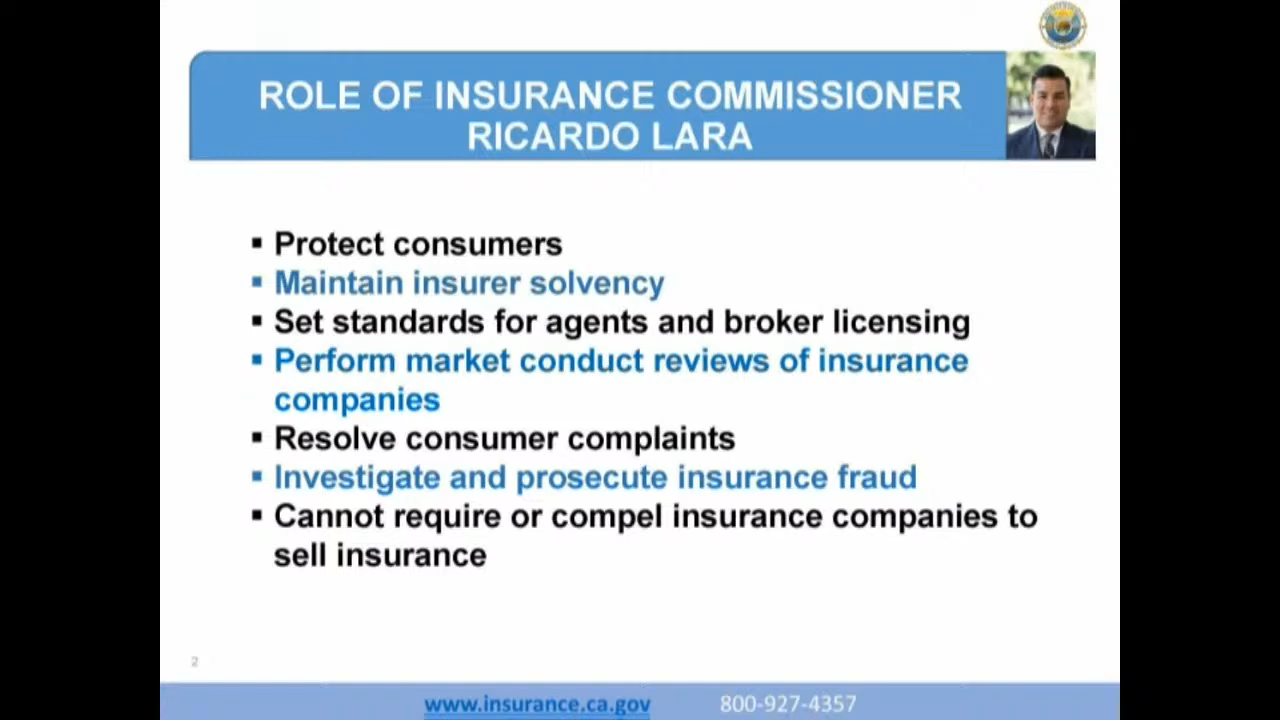 ROLE OF INSURANCE COMMISSIONER
RICARDO LARA
▪ Protect consumers
▪ Maintain insurer solvency
▪ Set standards for agents and broker licensing
▪ Perform market conduct reviews of insurance
companies
▪ Resolve consumer complaints
▪ Investigate and prosecute insurance fraud
▪ Cannot require or compel insurance companies to
sell insurance
2
www.insurance.ca.gov 800-927-4357